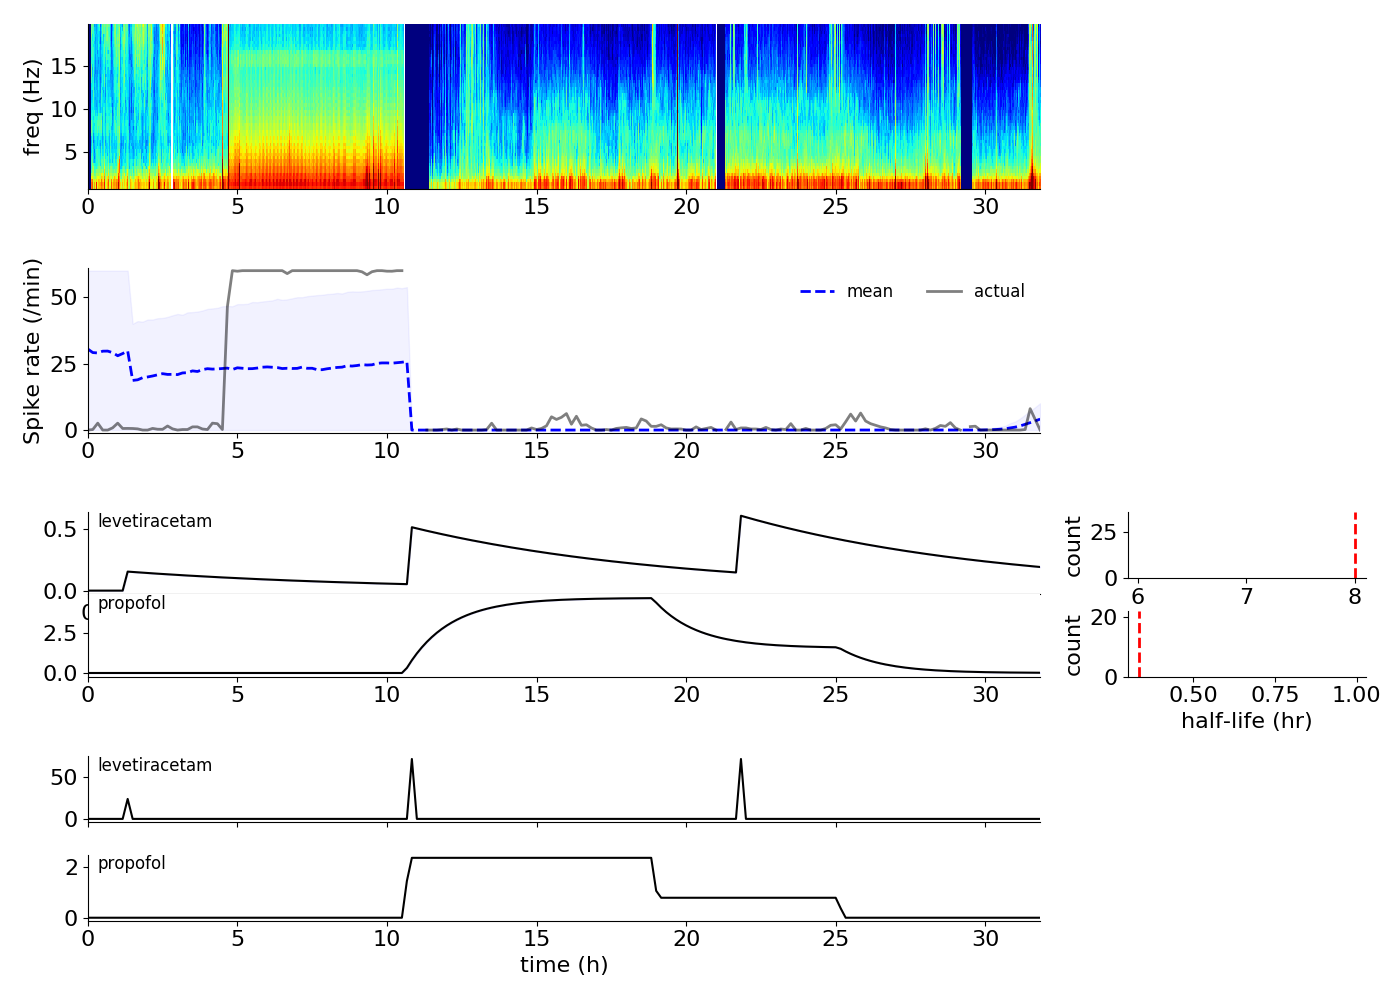 freq (Hz)
15
10
5
0 5 10 15 20 25 30
Spike rate (/min)
50
25
0
mean actual
0 5 10 15 20 25 30
levetiracetam
0.5
0.0
0
count
25
0
6 7 8
propofol
2.5
0.0
0 5 10 15 20 25 30
count
20
0
0.50 0.75 1.00
half-life (hr)
levetiracetam
50
0
propofol
2
0
0 5 10 15 20 25 30
time (h)